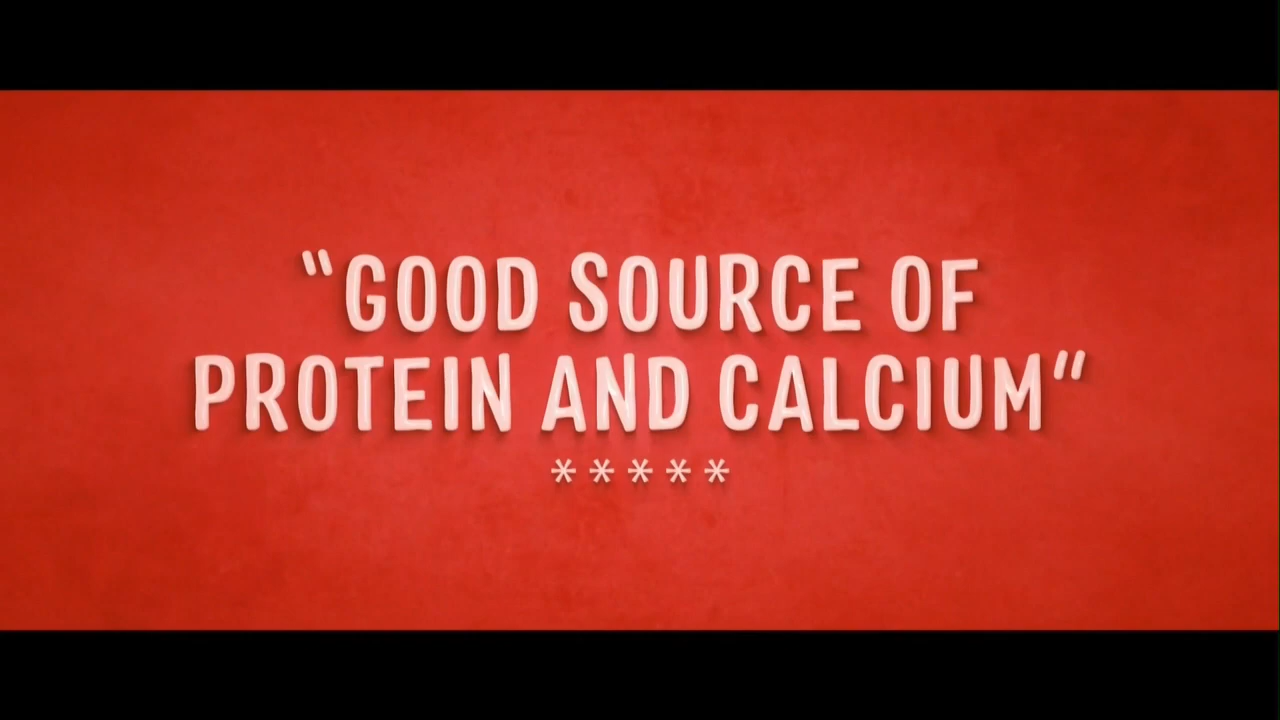 “GOOD SOURCE OF
PROTEIN AND CALCIUM”
*****